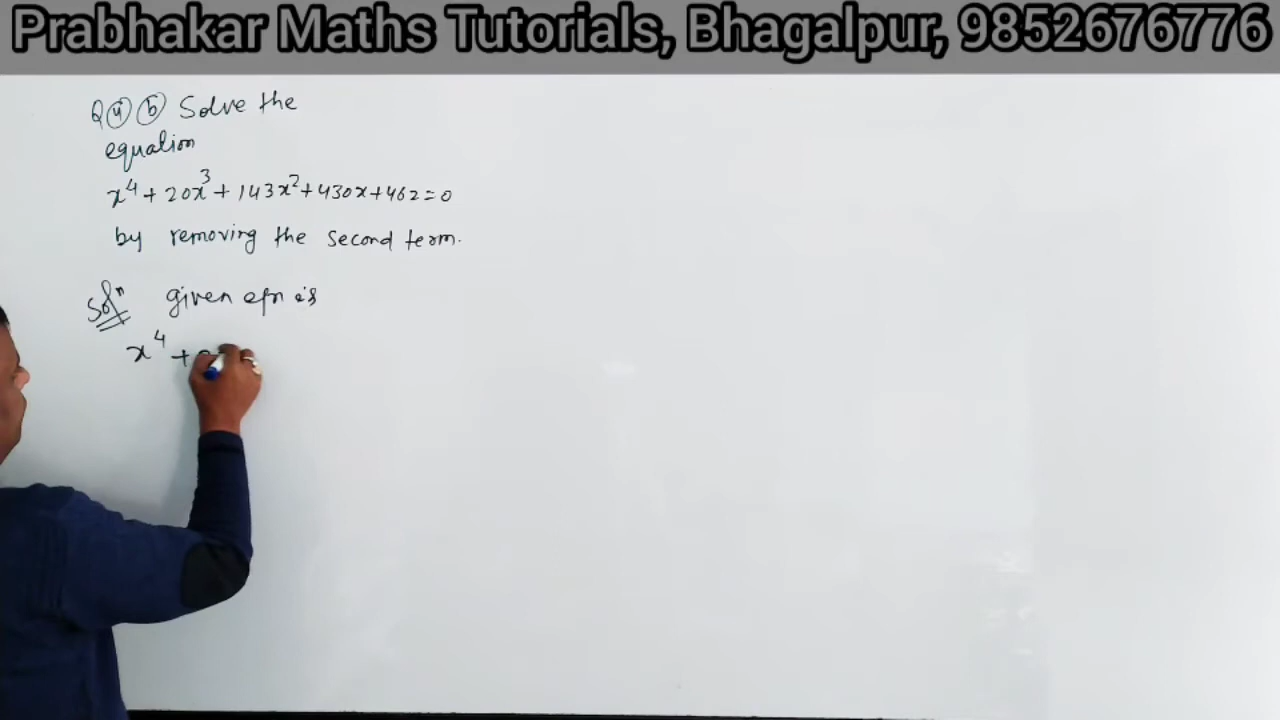 Prabhakar Maths Tutorials, Bhagalpur, 9852676776
Q 4 b Solve the
equation
x⁴ + 20x³ + 143x² + 430x + 462 = 0
by removing the second term.
Solⁿ given eqn is
x⁴ +